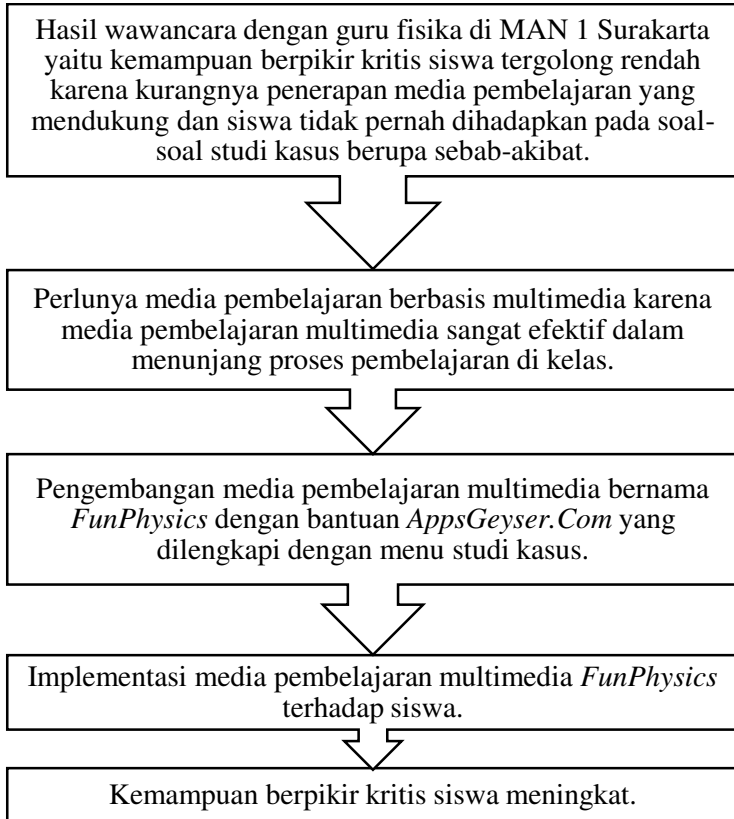 Hasil wawancara dengan guru fisika di MAN 1 Surakarta
yaitu kemampuan berpikir kritis siswa tergolong rendah
karena kurangnya penerapan media pembelajaran yang
mendukung dan siswa tidak pernah dihadapkan pada soal-
soal studi kasus berupa sebab-akibat.
Perlunya media pembelajaran berbasis multimedia karena
media pembelajaran multimedia sangat efektif dalam
menunjang proses pembelajaran di kelas.
Pengembangan media pembelajaran multimedia bernama
FunPhysics dengan bantuan AppsGeyser.Com yang
dilengkapi dengan menu studi kasus.
Implementasi media pembelajaran multimedia FunPhysics
terhadap siswa.
Kemampuan berpikir kritis siswa meningkat.